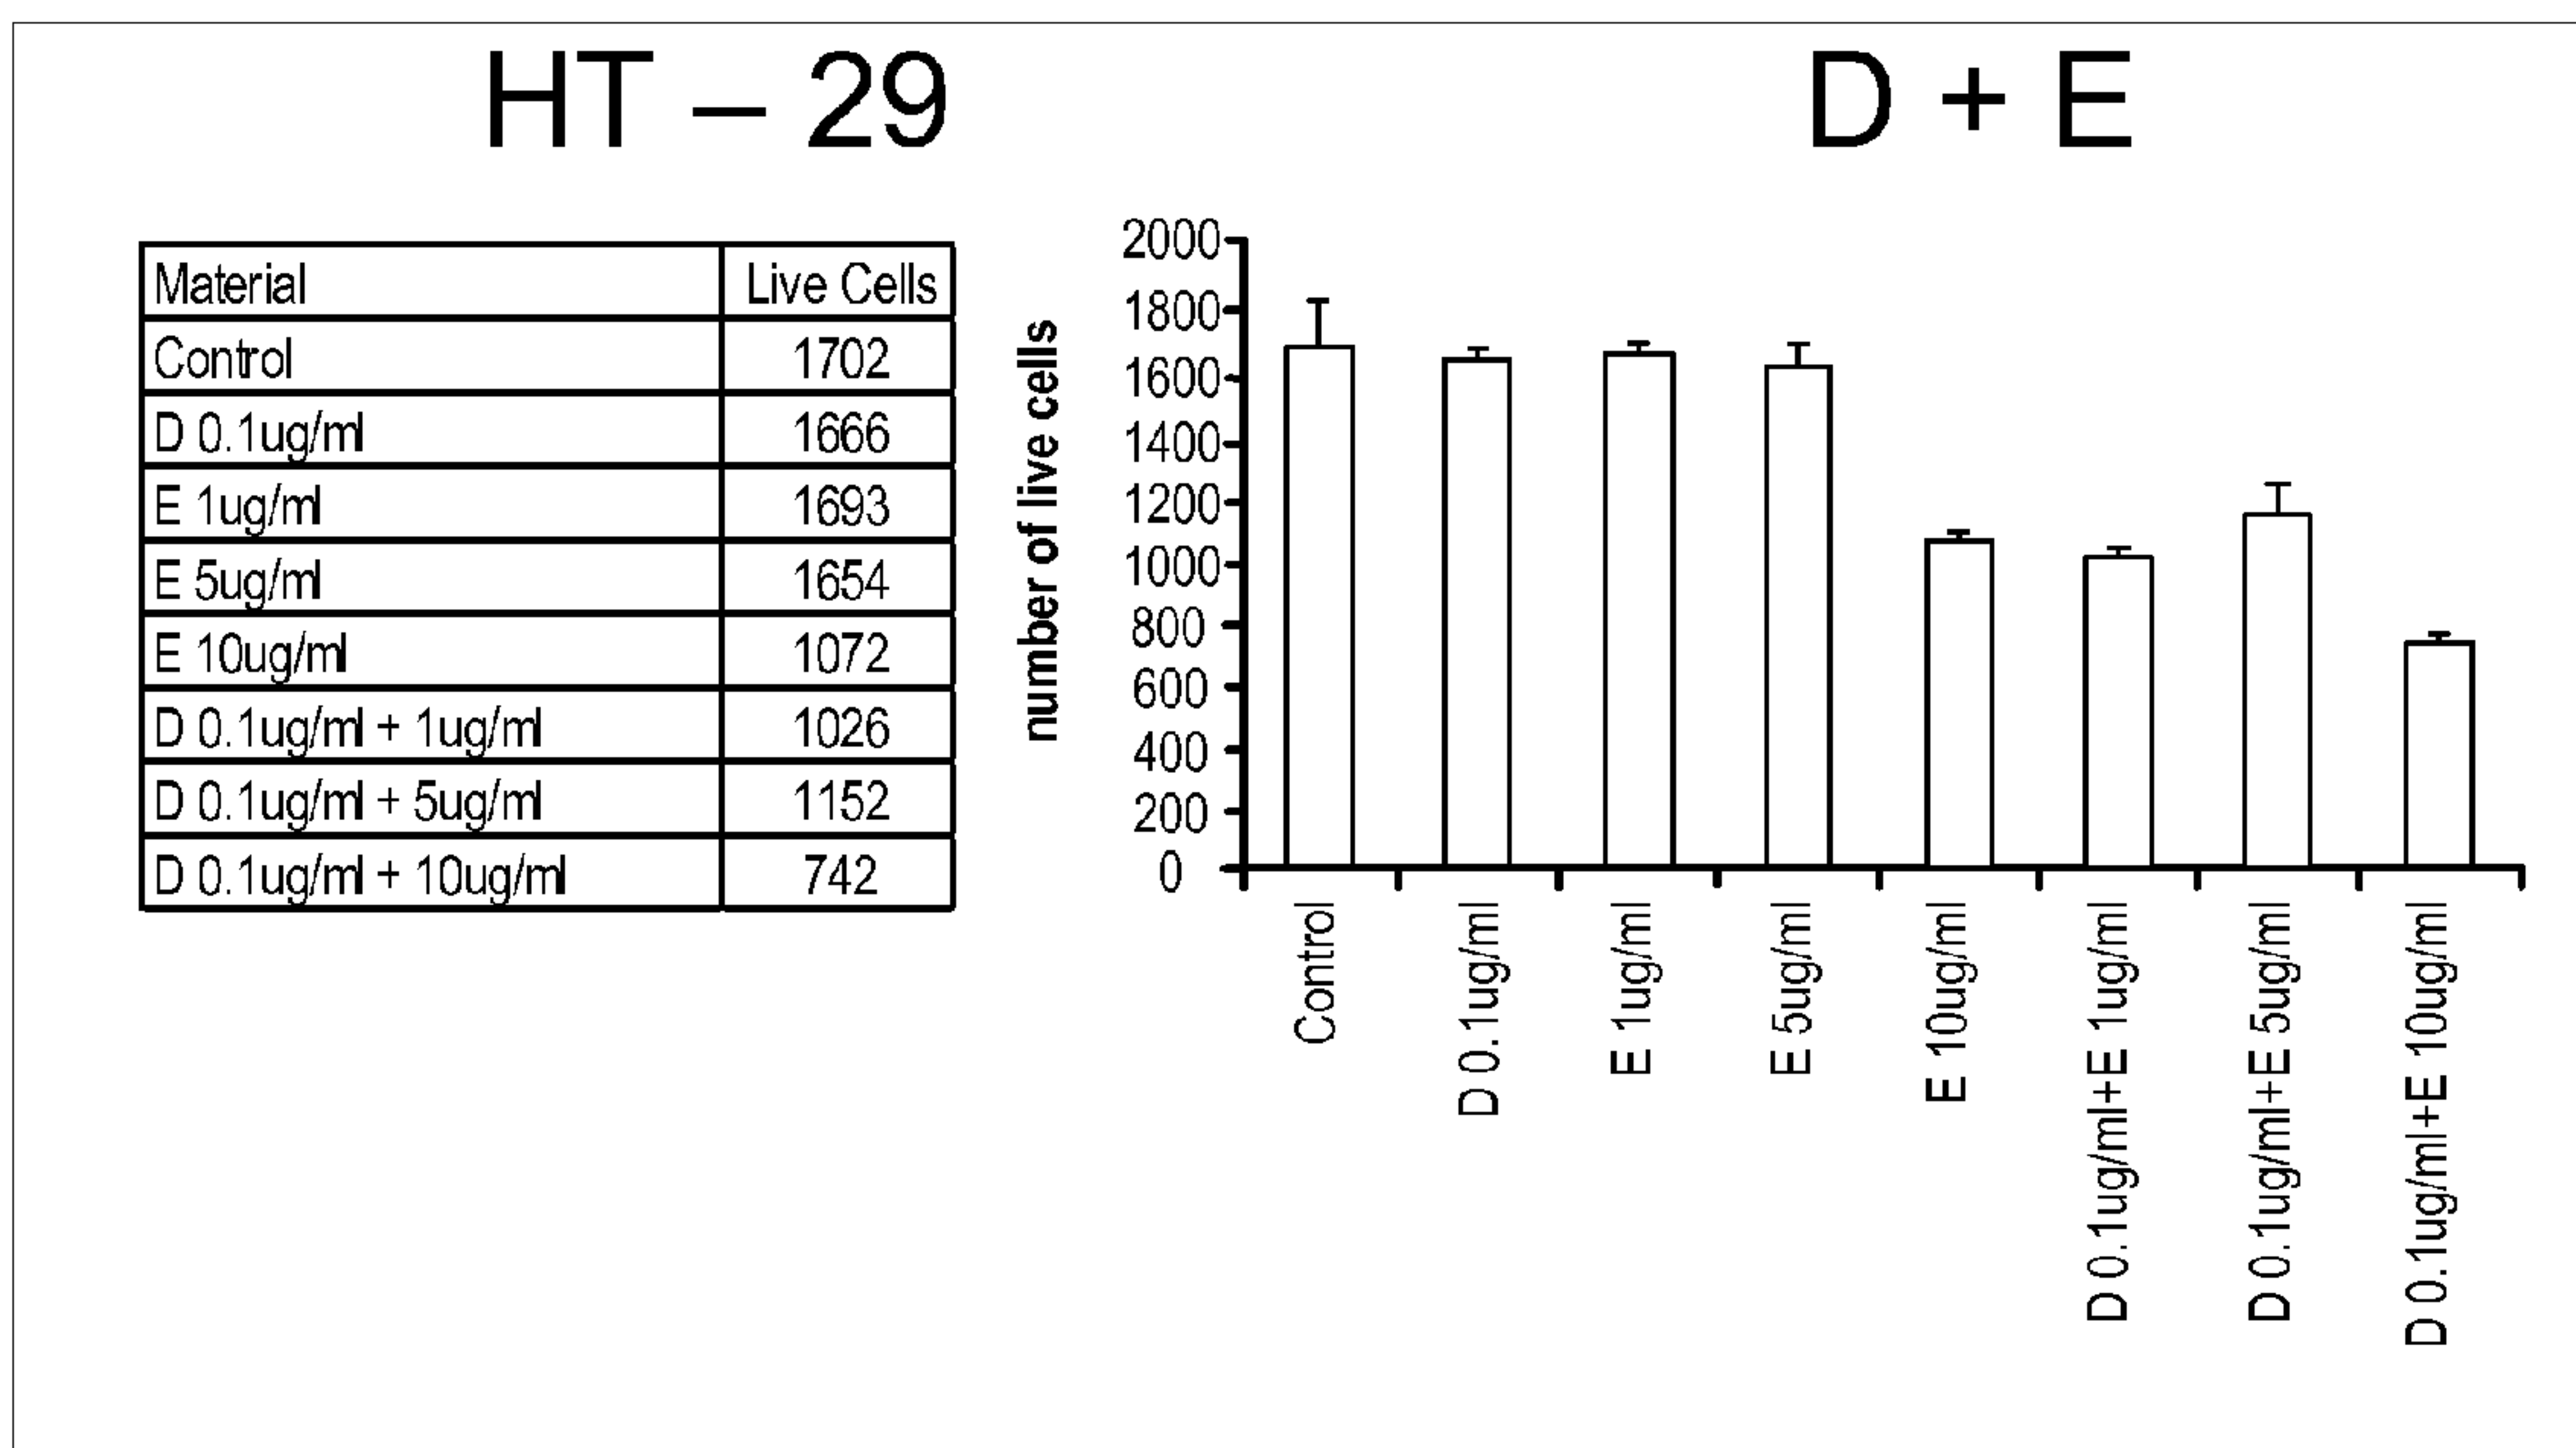 HT – 29
D + E
Material Live Cells
Control 1702
D 0.1ug/ml 1666
E 1ug/ml 1693
E 5ug/ml 1654
E 10ug/ml 1072
D 0.1ug/ml + 1ug/ml 1026
D 0.1ug/ml + 5ug/ml 1152
D 0.1ug/ml + 10ug/ml 742
number of live cells
2000
1800
1600
1400
1200
1000
800
600
400
200
0
Control
D 0.1ug/ml
E 1ug/ml
E 5ug/ml
E 10ug/ml
D 0.1ug/ml+E 1ug/ml
D 0.1ug/ml+E 5ug/ml
D 0.1ug/ml+E 10ug/ml